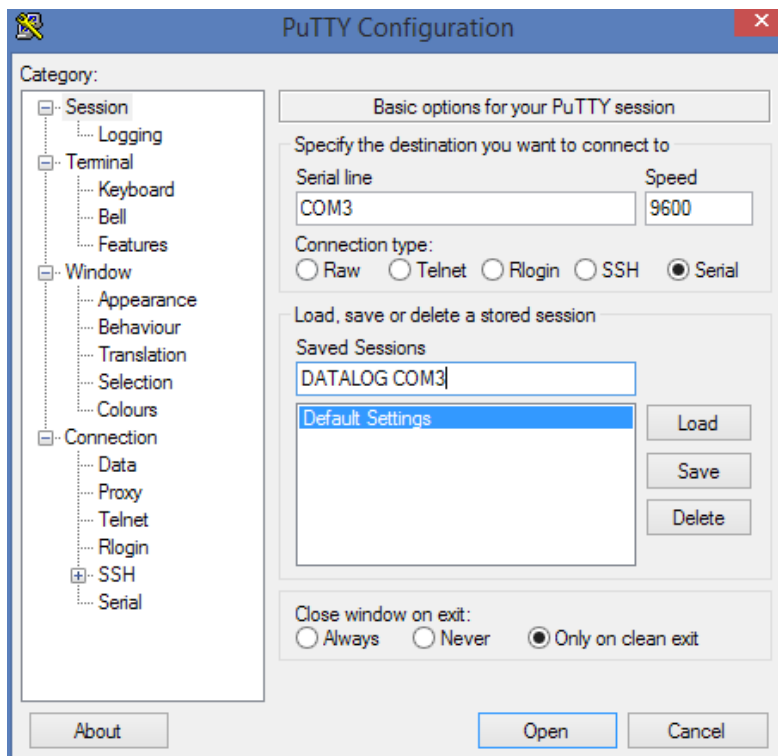 PuTTY Configuration
Category:
Session
Logging
Terminal
Keyboard
Bell
Features
Window
Appearance
Behaviour
Translation
Selection
Colours
Connection
Data
Proxy
Telnet
Rlogin
SSH
Serial
Basic options for your PuTTY session
Specify the destination you want to connect to
Serial line Speed
COM3 9600
Connection type:
Raw Telnet Rlogin SSH Serial
Load, save or delete a stored session
Saved Sessions
DATALOG COM3
Default Settings
Load
Save
Delete
Close window on exit:
Always Never Only on clean exit
About Open Cancel